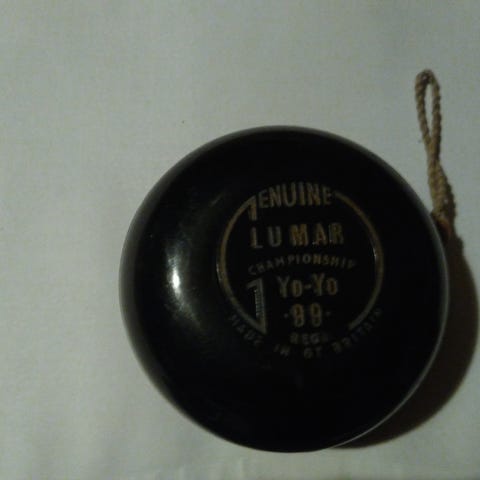 GENUINE
LUMAR
CHAMPIONSHIP
YO-YO
·99·
REGD
MADE IN GT. BRITAIN